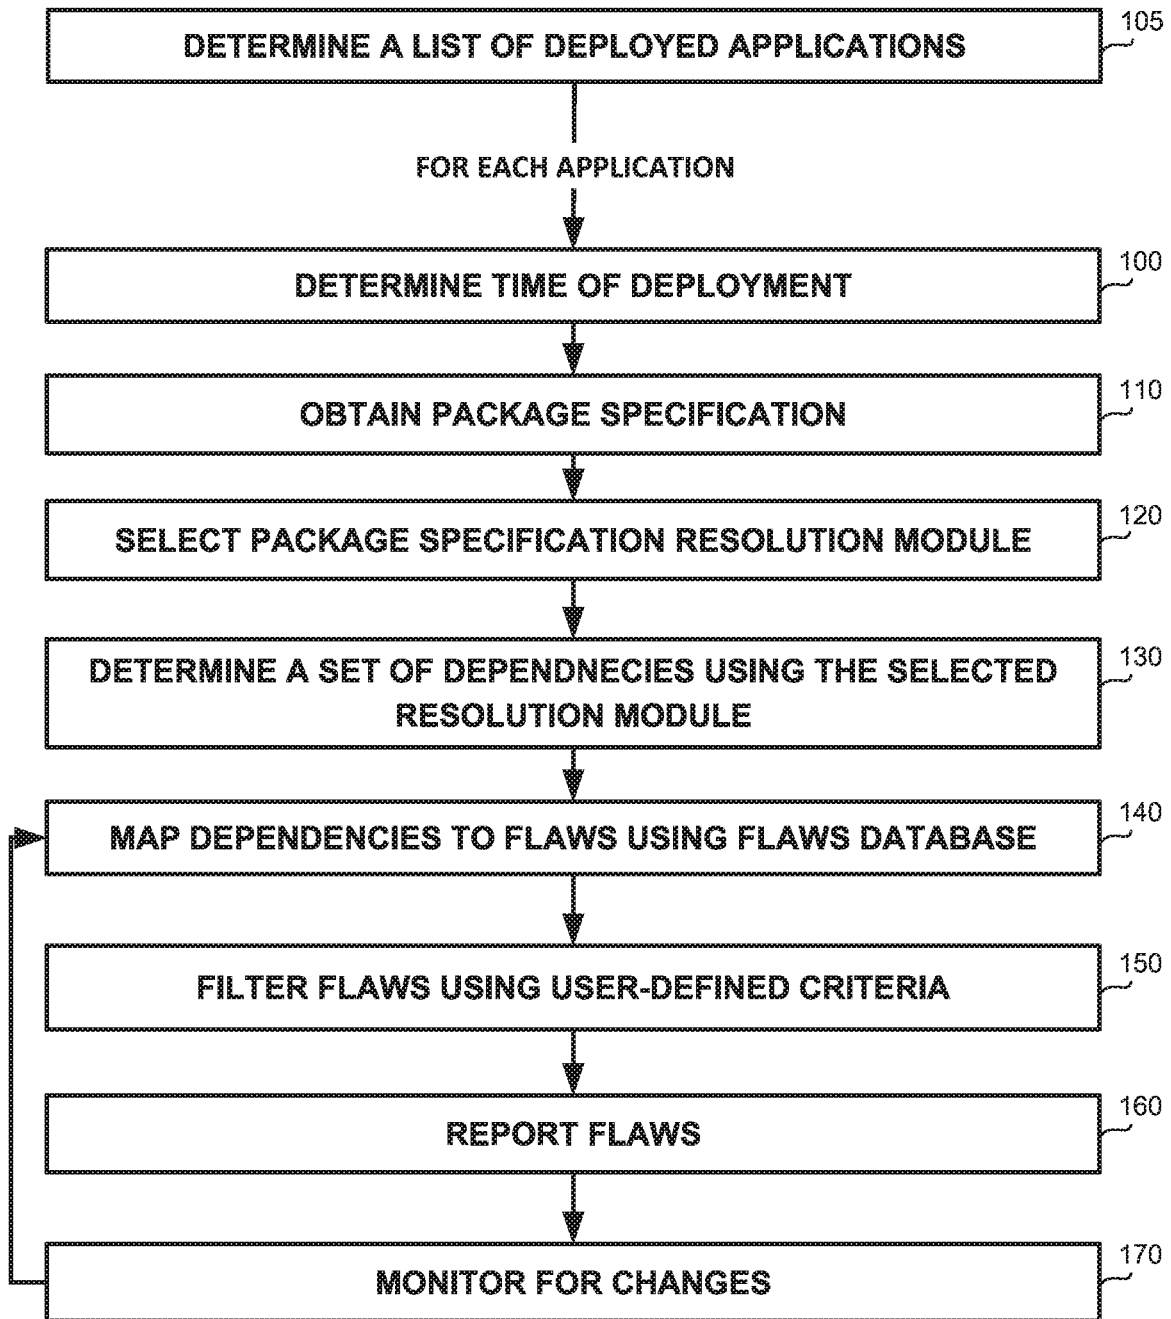 105
DETERMINE A LIST OF DEPLOYED APPLICATIONS
FOR EACH APPLICATION
100
DETERMINE TIME OF DEPLOYMENT
110
OBTAIN PACKAGE SPECIFICATION
120
SELECT PACKAGE SPECIFICATION RESOLUTION MODULE
130
DETERMINE A SET OF DEPENDNECIES USING THE SELECTED
RESOLUTION MODULE
140
MAP DEPENDENCIES TO FLAWS USING FLAWS DATABASE
150
FILTER FLAWS USING USER-DEFINED CRITERIA
160
REPORT FLAWS
170
MONITOR FOR CHANGES